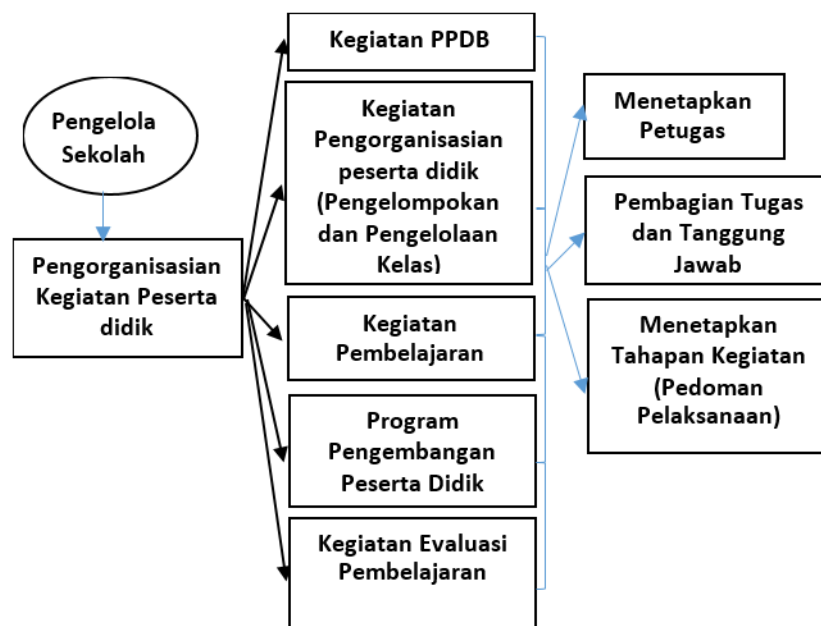 Pengelola
Sekolah
Pengorganisasian
Kegiatan Peserta
didik
Kegiatan PPDB
Kegiatan
Pengorganisasian
peserta didik
(Pengelompokan
dan Pengelolaan
Kelas)
Kegiatan
Pembelajaran
Program
Pengembangan
Peserta Didik
Kegiatan Evaluasi
Pembelajaran
Menetapkan
Petugas
Pembagian Tugas
dan Tanggung
Jawab
Menetapkan
Tahapan Kegiatan
(Pedoman
Pelaksanaan)